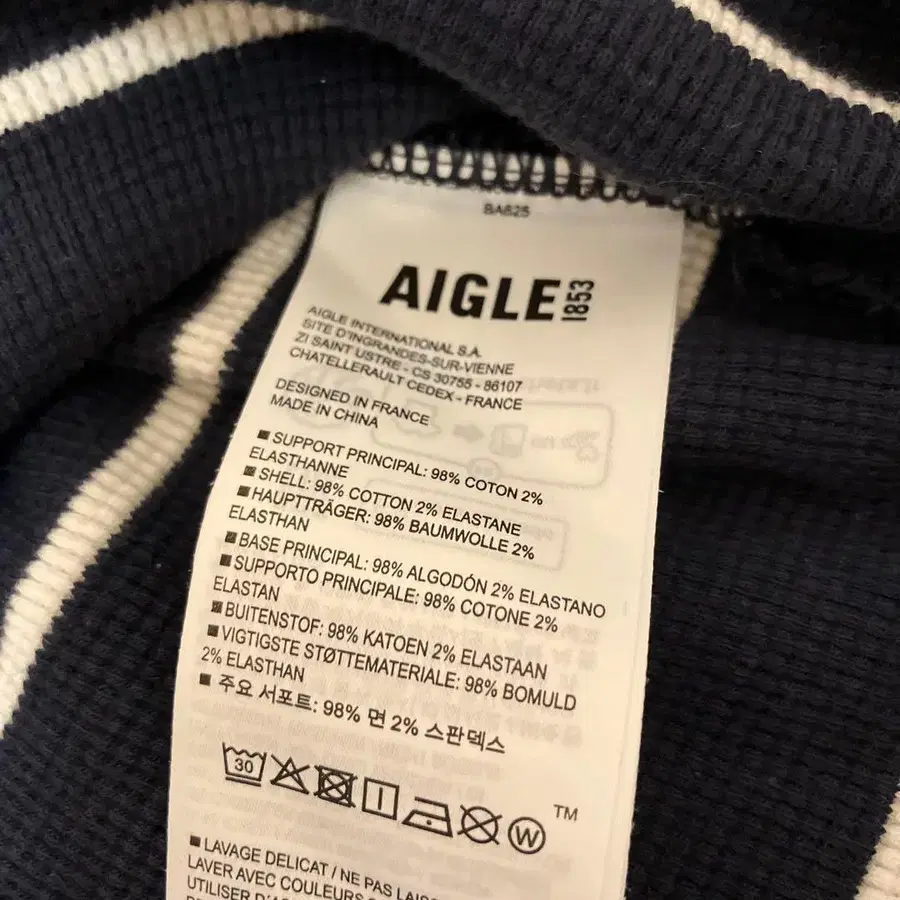 BA625
AIGLE 1853
AIGLE INTERNATIONAL S.A.
SITE D'INGRANDES-SUR-VIENNE
ZI SAINT USTRE - CS 30755 - 86107
CHATELLERAULT CEDEX - FRANCE
DESIGNED IN FRANCE
MADE IN CHINA
■ SUPPORT PRINCIPAL: 98% COTON 2%
ELASTHANNE
■ SHELL: 98% COTTON 2% ELASTANE
■ HAUPTTRÄGER: 98% BAUMWOLLE 2%
ELASTHAN
■ BASE PRINCIPAL: 98% ALGODÓN 2% ELASTANO
■ SUPPORTO PRINCIPALE: 98% COTONE 2%
ELASTAN
■ BUITENSTOF: 98% KATOEN 2% ELASTAAN
■ VIGTIGSTE STØTTEMATERIALE: 98% BOMULD
2% ELASTHAN
■ 주요 서포트: 98% 면 2% 스판덱스
30 W TM
■ LAVAGE DELICAT / NE PAS LAISS
LAVER AVEC COULEURS
UTILISER D'A